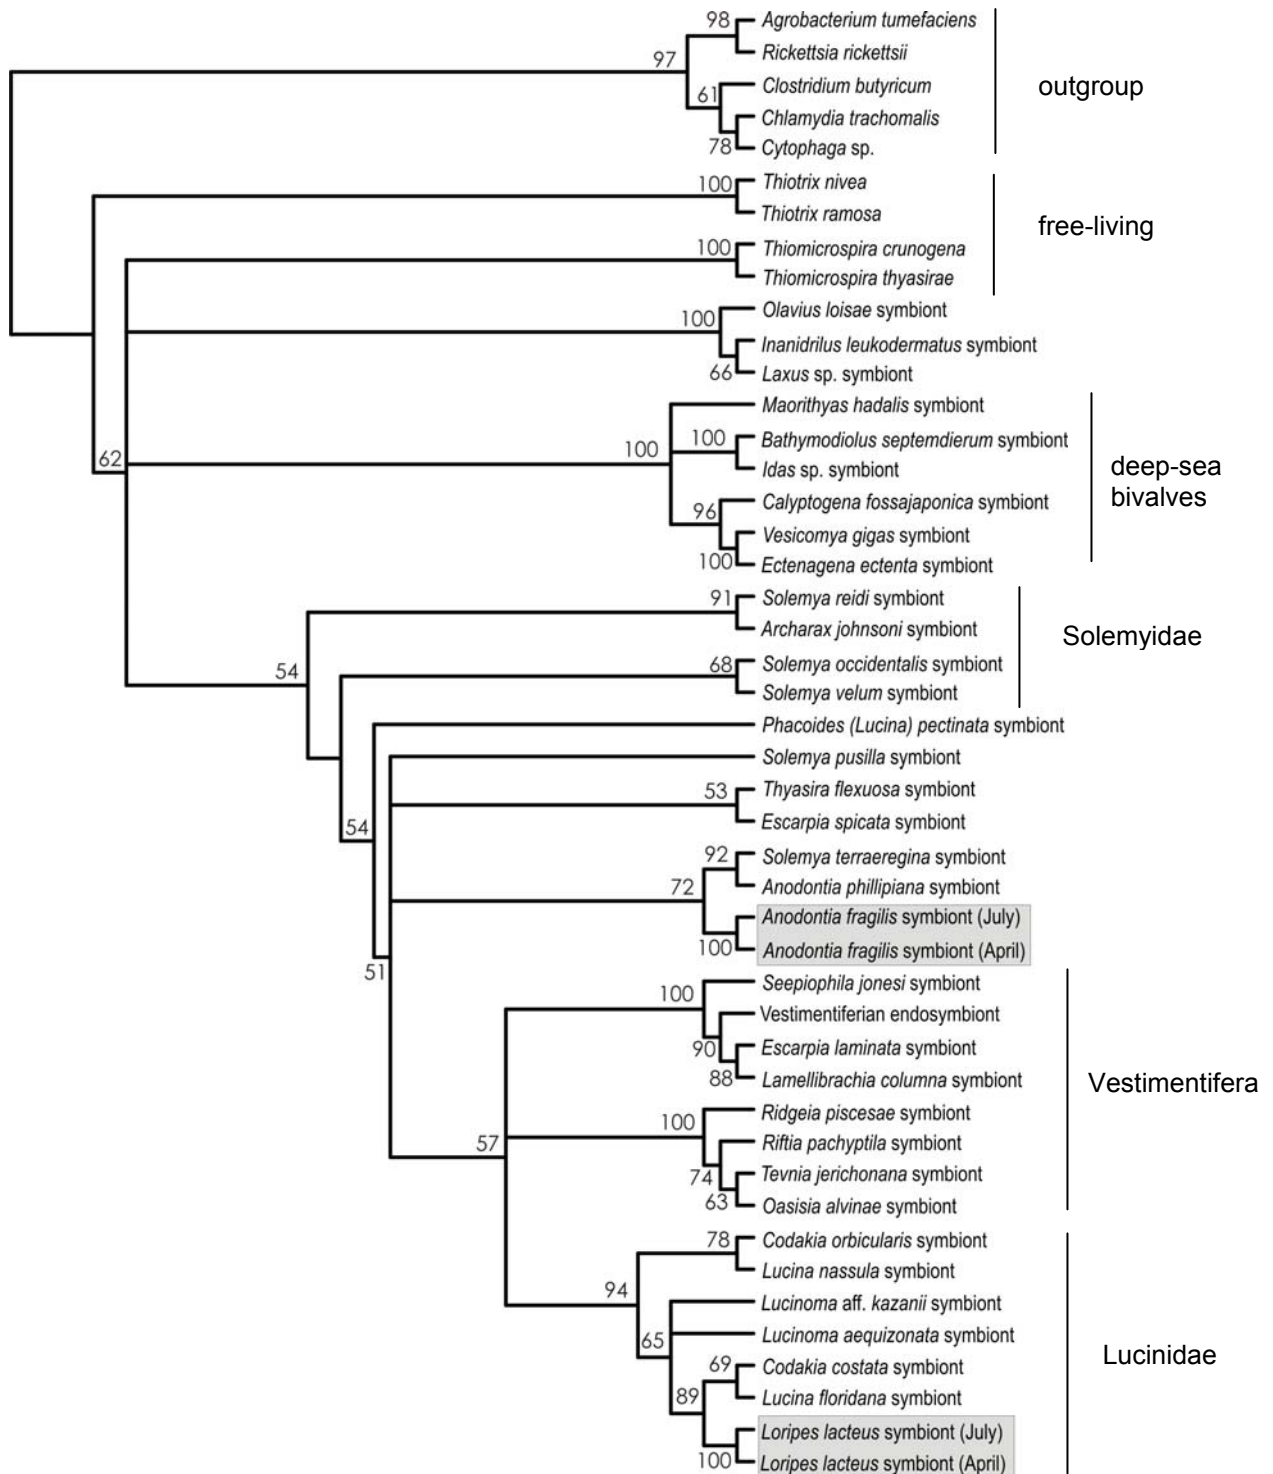 98
Agrobacterium tumefaciens
Rickettsia rickettsii
97
61
Clostridium butyricum
Chlamydia trachomalis
78
Cytophaga sp.
outgroup
100
Thiotrix nivea
Thiotrix ramosa
100
Thiomicrospira crunogena
Thiomicrospira thyasirae
free-living
100
Olavius loisae symbiont
Inanidrilus leukodermatus symbiont
66
Laxus sp. symbiont
62
100
Maorithyas hadalis symbiont
100
Bathymodiolus septemdierum symbiont
Idas sp. symbiont
96
Calyptogena fossajaponica symbiont
Vesicomya gigas symbiont
100
Ectenagena ectenta symbiont
deep-sea
bivalves
54
91
Solemya reidi symbiont
Archarax johnsoni symbiont
68
Solemya occidentalis symbiont
Solemya velum symbiont
Solemyidae
54
Phacoides (Lucina) pectinata symbiont
51
Solemya pusilla symbiont
53
Thyasira flexuosa symbiont
Escarpia spicata symbiont
72
92
Solemya terraeregina symbiont
Anodontia phillipiana symbiont
Anodontia fragilis symbiont (July)
100
Anodontia fragilis symbiont (April)
57
100
Seepiophila jonesi symbiont
Vestimentiferan endosymbiont
90
Escarpia laminata symbiont
88
Lamellibrachia columna symbiont
100
Ridgeia piscesae symbiont
Riftia pachyptila symbiont
74
Tevnia jerichonana symbiont
63
Oasisia alvinae symbiont
Vestimentifera
94
78
Codakia orbicularis symbiont
Lucina nassula symbiont
65
Lucinoma aff. kazanii symbiont
Lucinoma aequizonata symbiont
89
69
Codakia costata symbiont
Lucina floridana symbiont
Loripes lacteus symbiont (July)
100
Loripes lacteus symbiont (April)
Lucinidae